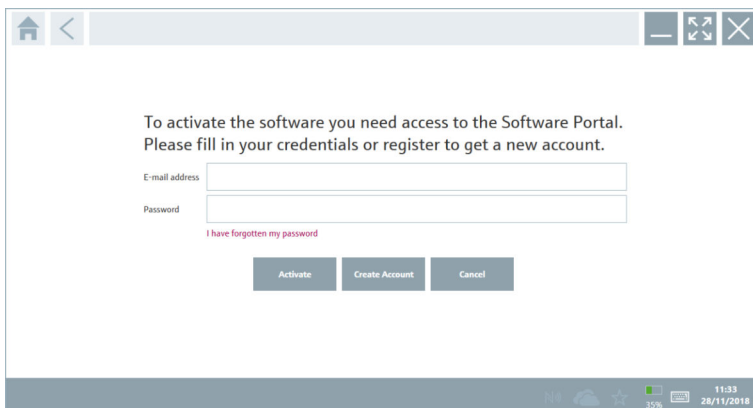 To activate the software you need access to the Software Portal.
Please fill in your credentials or register to get a new account.
E-mail address
Password
I have forgotten my password
Activate
Create Account
Cancel
11:33
35%
28/11/2018